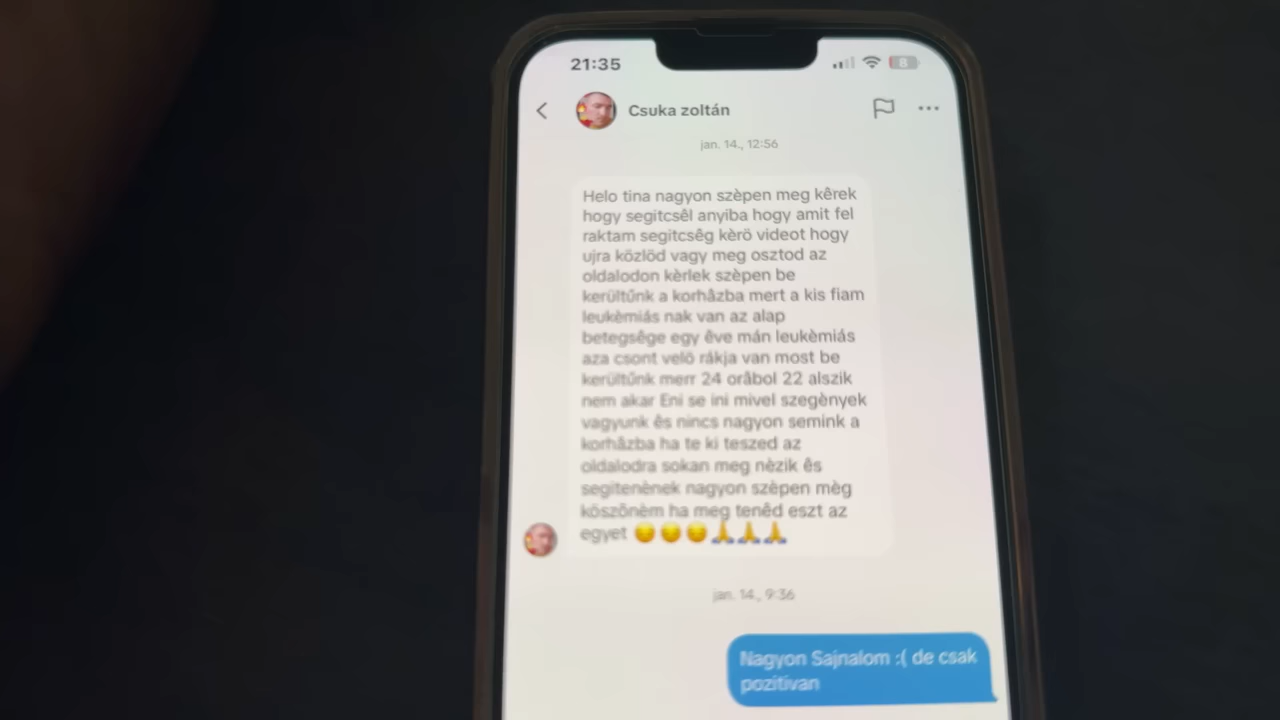 21:35
8
Csuka zoltán
jan. 14., 12:56
Helo tina nagyon szèpen meg kêrek
hogy segitcsêl anyiba hogy amit fel
raktam segitcsêg kèrö videot hogy
ujra közlöd vagy meg osztod az
oldalodon kèrlek szèpen be
kerültűnk a korhâzba mert a kis fiam
leukèmiás nak van az alap
betegsêge egy êve mán leukèmiás
aza csont velö rákja van most be
kerültűnk merr 24 orâbol 22 alszik
nem akar Eni se ini mivel szegènyek
vagyunk ês nincs nagyon semink a
korhâzba ha te ki teszed az
oldalodra sokan meg nèzik ês
segitenènek nagyon szèpen mèg
köszönèm ha meg tenêd eszt az
egyet 😔😔😔🙏🙏🙏
jan. 14., 9:36
Nagyon Sajnalom :( de csak
pozitivan